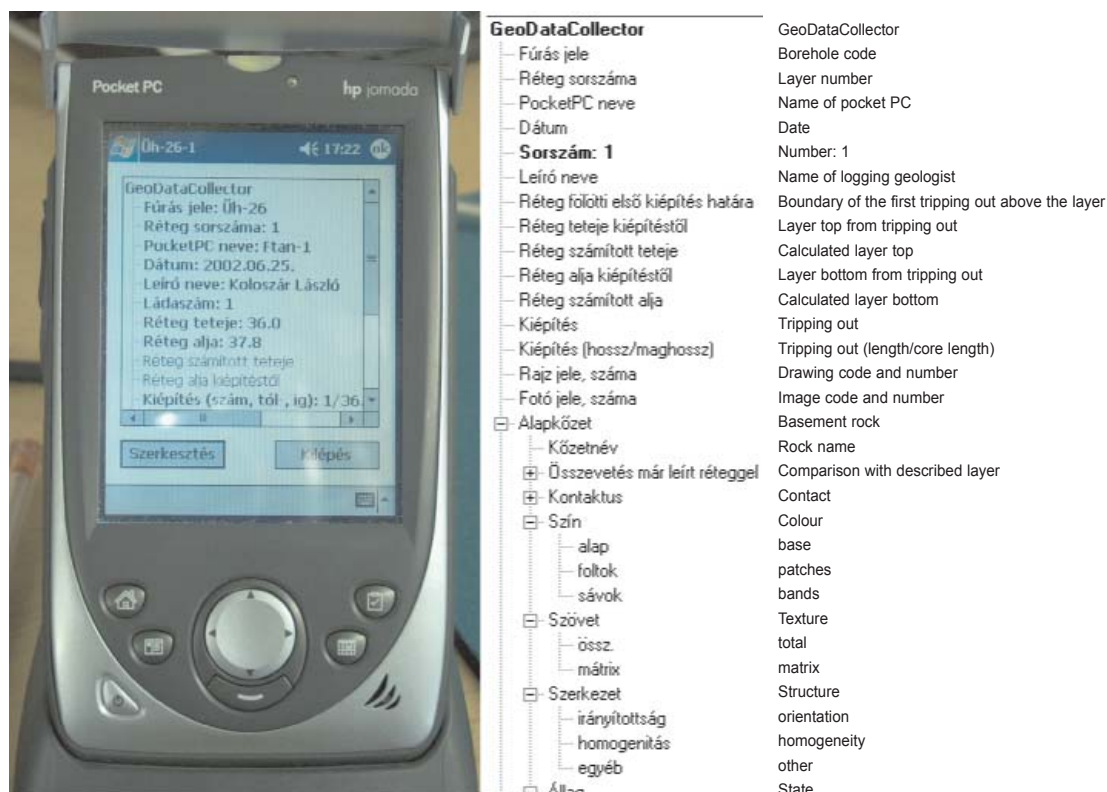 Pocket PC
hp jornada
Üh-26-1 17:22 ok
GeoDataCollector
Fúrás jele: Üh-26
Réteg sorszáma: 1
PocketPC neve: Ftan-1
Dátum: 2002.06.25.
Leíró neve: Koloszár László
Ládaszám: 1
Réteg teteje: 36.0
Réteg alja: 37.8
Réteg számított teteje
Réteg alja kiépítéstől
Kiépítés (szám, tól-, ig): 1/36.
Szerkesztés
Kilépés
GeoDataCollector GeoDataCollector
Fúrás jele Borehole code
Réteg sorszáma Layer number
PocketPC neve Name of pocket PC
Dátum Date
Sorszám: 1 Number: 1
Leíró neve Name of logging geologist
Réteg fölötti első kiépítés határa Boundary of the first tripping out above the layer
Réteg teteje kiépítéstől Layer top from tripping out
Réteg számított teteje Calculated layer top
Réteg alja kiépítéstől Layer bottom from tripping out
Réteg számított alja Calculated layer bottom
Kiépítés Tripping out
Kiépítés (hossz/maghossz) Tripping out (length/core length)
Rajz jele, száma Drawing code and number
Fotó jele, száma Image code and number
Alapkőzet Basement rock
Kőzetnév Rock name
Összevetés már leírt réteggel Comparison with described layer
Kontaktus Contact
Szín Colour
alap base
foltok patches
sávok bands
Szövet Texture
össz. total
mátrix matrix
Szerkezet Structure
irányítottság orientation
homogenitás homogeneity
egyéb other
Állag State